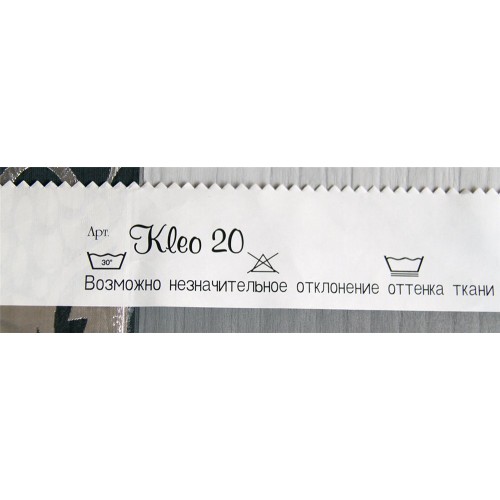 Арт. Kleo 20
30°
Возможно незначительное отклонение оттенка ткани